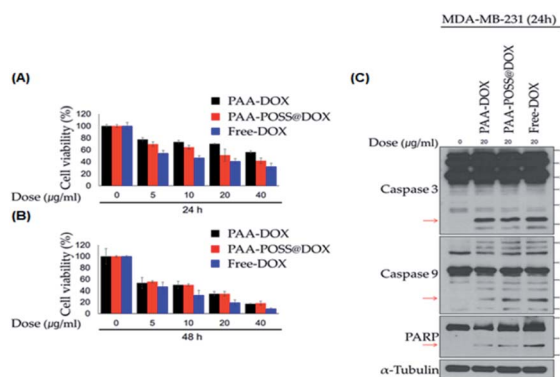 (A)
PAA-DOX
PAA-POSS@DOX
Free-DOX
Cell viability (%)
120
100
80
60
40
20
0
0 5 10 20 40
Dose (µg/ml)
24 h
(B)
PAA-DOX
PAA-POSS@DOX
Free-DOX
Cell viability (%)
120
100
80
60
40
20
0
0 5 10 20 40
Dose (µg/ml)
48 h
(C)
MDA-MB-231 (24h)
PAA-DOX
PAA-POSS@DOX
Free-DOX
Dose (µg/ml) 0 20 20 20
Caspase 3
Caspase 9
PARP
α-Tubulin